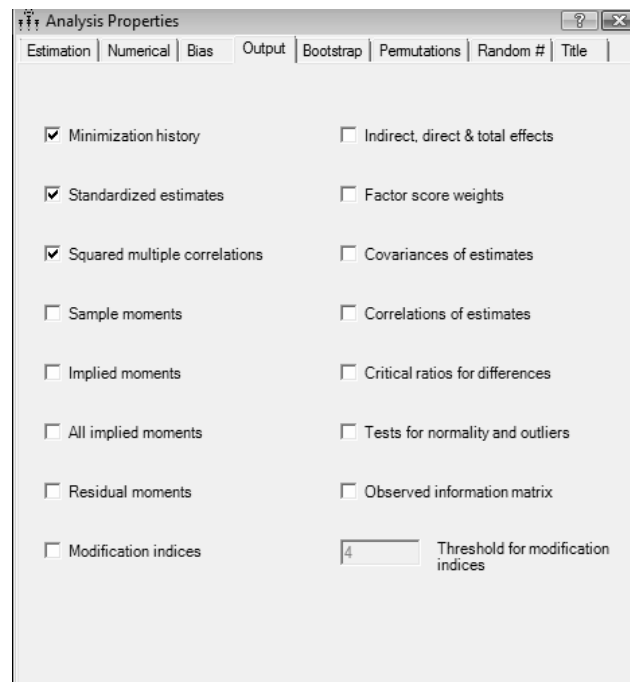 Analysis Properties
Estimation Numerical Bias Output Bootstrap Permutations Random # Title
Minimization history
Indirect, direct & total effects
Standardized estimates
Factor score weights
Squared multiple correlations
Covariances of estimates
Sample moments
Correlations of estimates
Implied moments
Critical ratios for differences
All implied moments
Tests for normality and outliers
Residual moments
Observed information matrix
Modification indices
4
Threshold for modification
indices